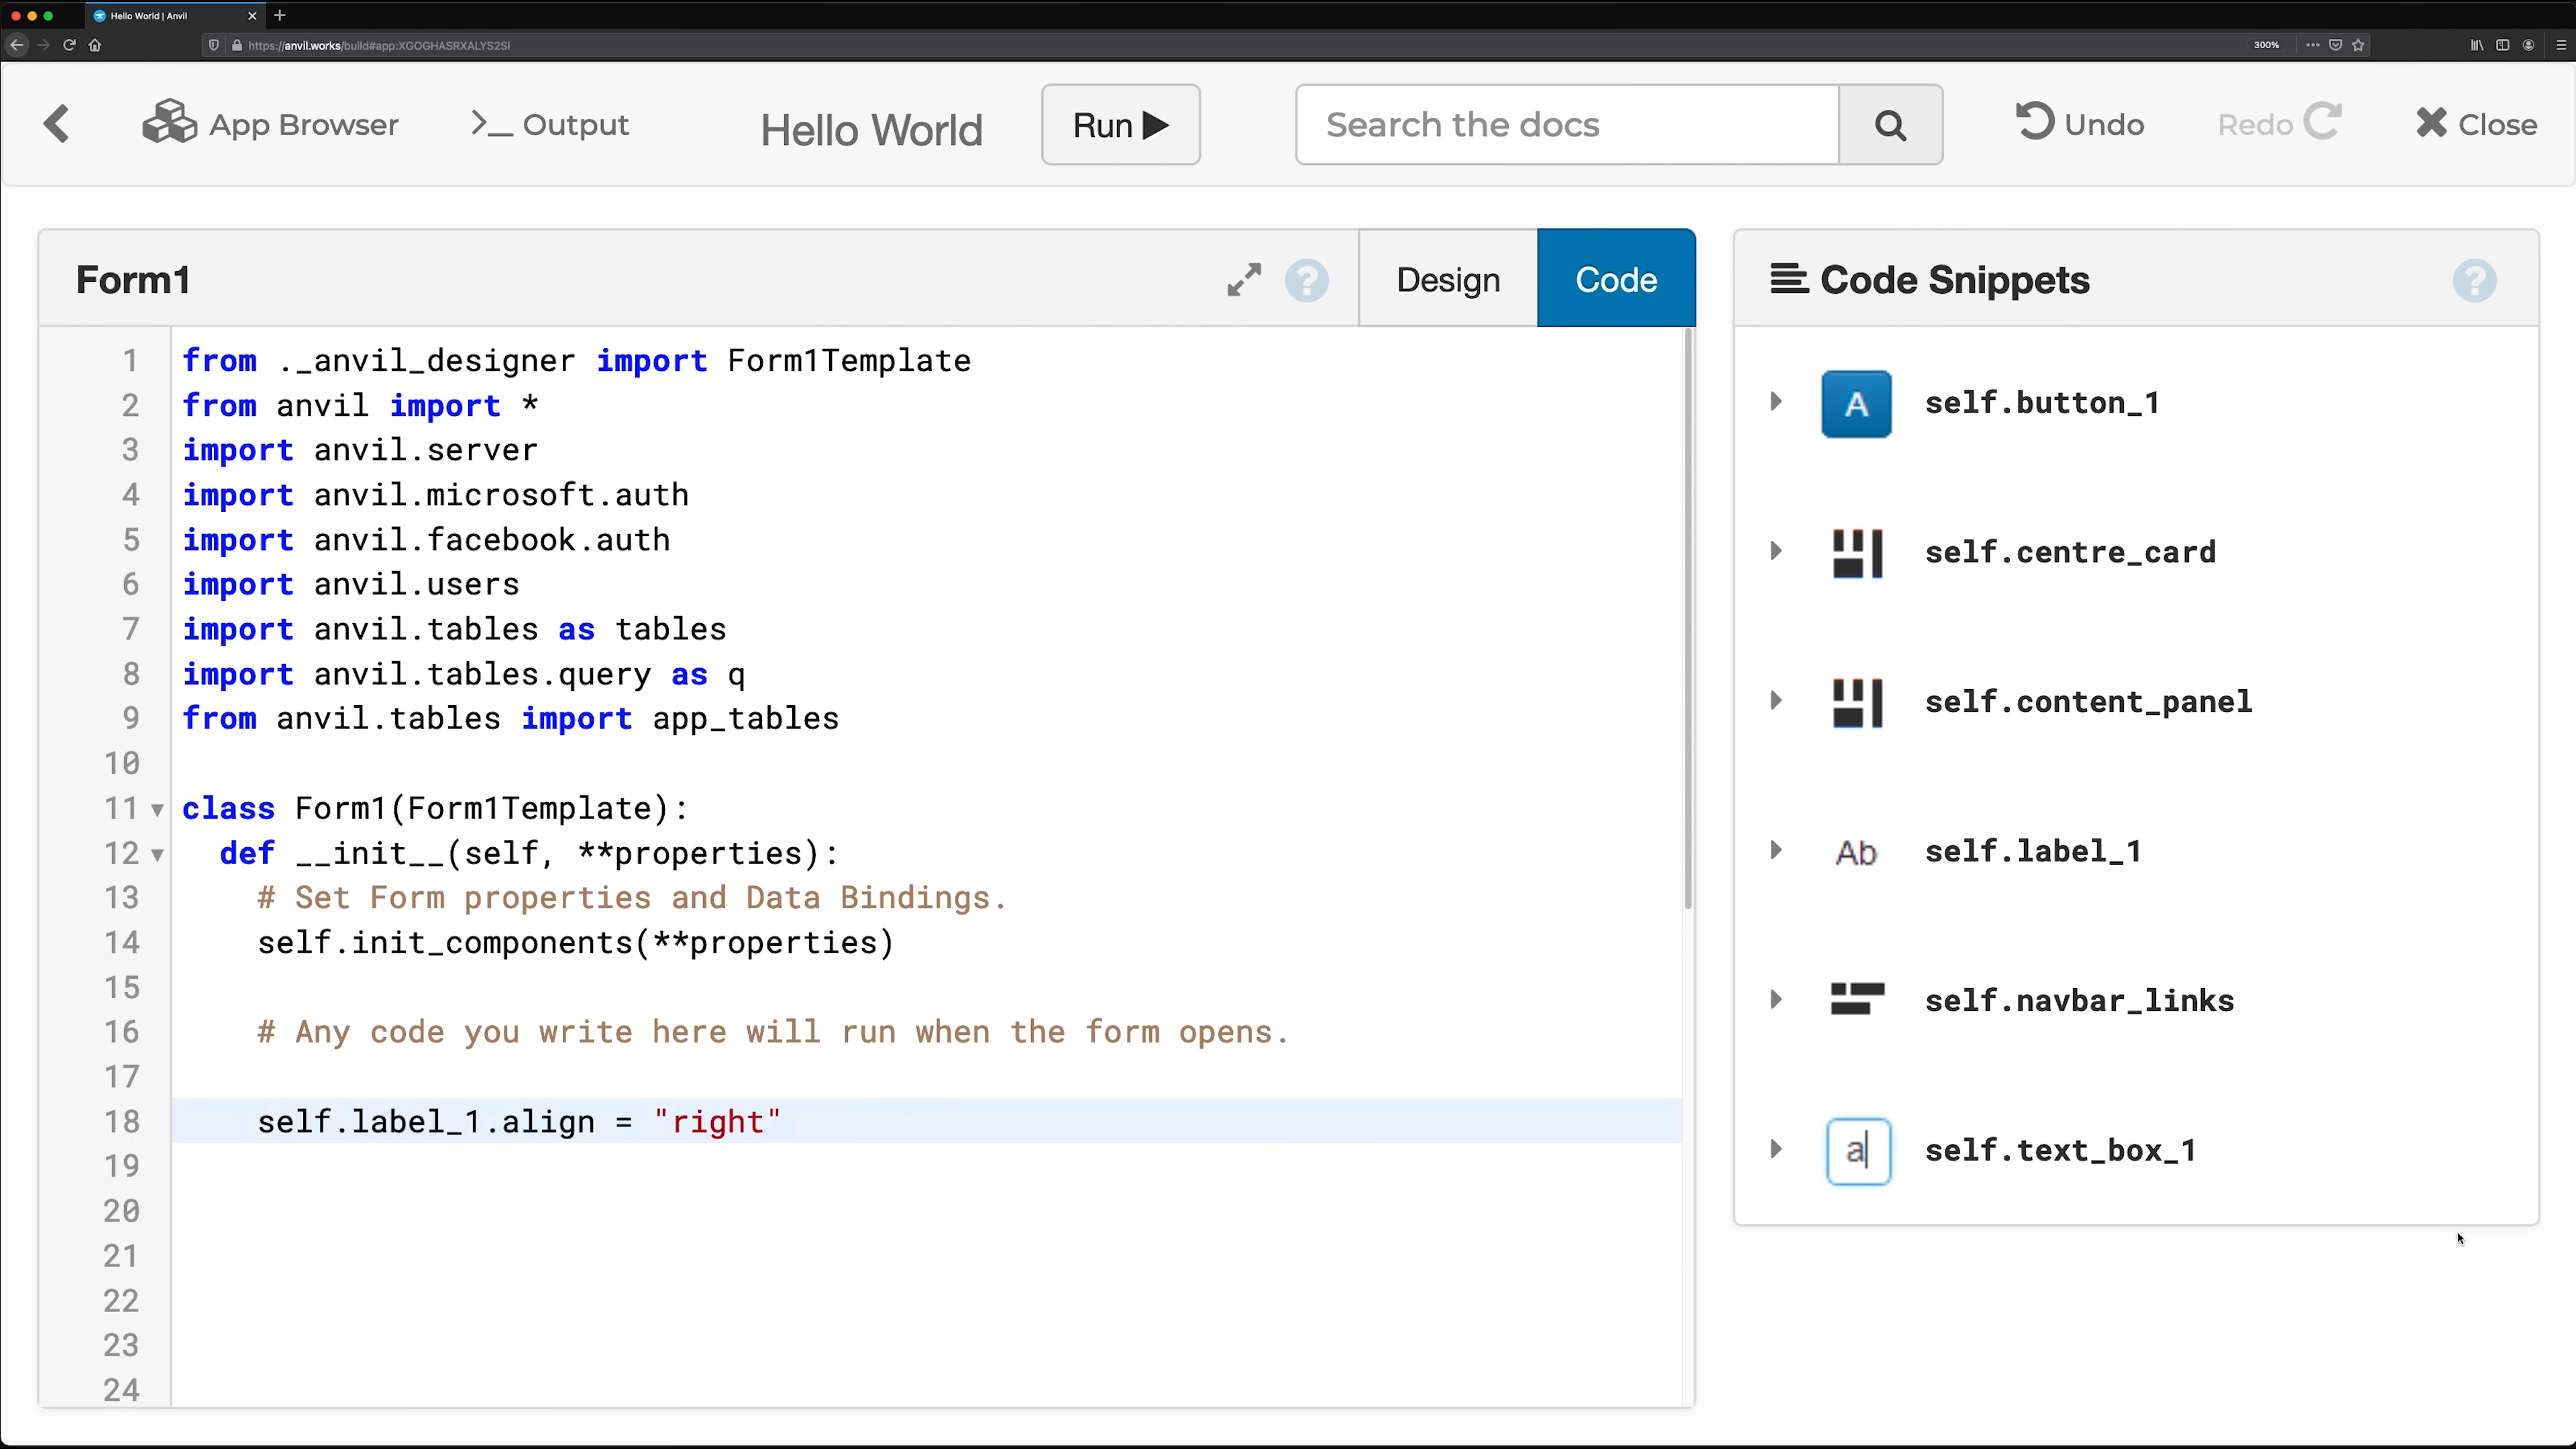 Hello World | Anvil
https://anvil.works/build#app:XGOGHASRXALYS2SI
300%
App Browser
>_ Output
Hello World
Run
Search the docs
Undo
Redo
Close
Form1
?
Design
Code
1 from ._anvil_designer import Form1Template
2 from anvil import *
3 import anvil.server
4 import anvil.microsoft.auth
5 import anvil.facebook.auth
6 import anvil.users
7 import anvil.tables as tables
8 import anvil.tables.query as q
9 from anvil.tables import app_tables
10
11 class Form1(Form1Template):
12 def __init__(self, **properties):
13 # Set Form properties and Data Bindings.
14 self.init_components(**properties)
15
16 # Any code you write here will run when the form opens.
17
18 self.label_1.align = "right"
19
20
21
22
23
24
Code Snippets
?
A self.button_1
self.centre_card
self.content_panel
Ab self.label_1
self.navbar_links
a self.text_box_1